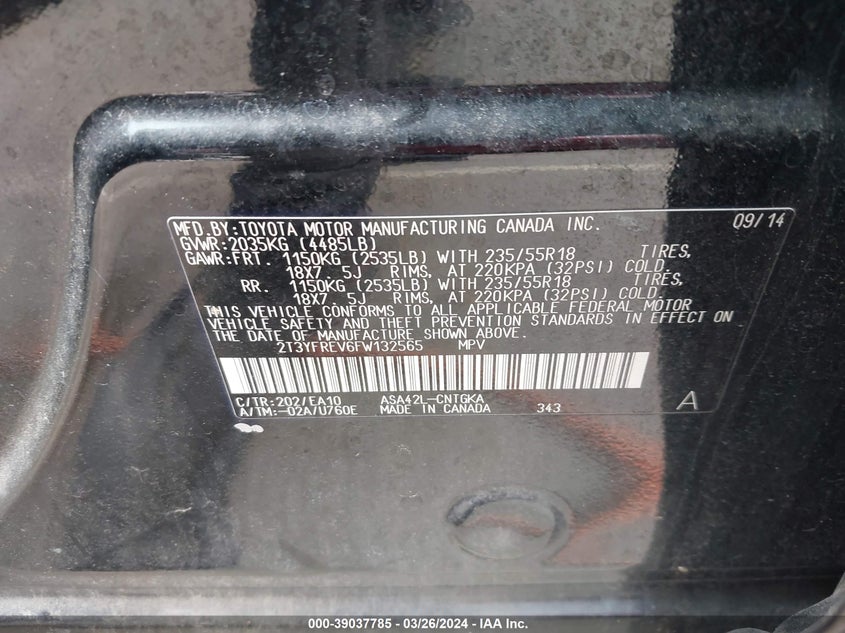 MFD.BY:TOYOTA MOTOR MANUFACTURING CANADA INC. 09/14
GVWR:2035KG (4485LB)
GAWR:FRT. 1150KG (2535LB) WITH 235/55R18 TIRES,
18X7. 5J RIMS, AT 220KPA (32PSI) COLD.
RR. 1150KG (2535LB) WITH 235/55R18 TIRES,
18X7. 5J RIMS, AT 220KPA (32PSI) COLD.
THIS VEHICLE CONFORMS TO ALL APPLICABLE FEDERAL MOTOR
VEHICLE SAFETY AND THEFT PREVENTION STANDARDS IN EFFECT ON
THE DATE OF MANUFACTURE SHOWN ABOVE.
2T3YFREV6FW132565 MPV
C/TR:202/EA10 ASA42L-CNTGKA
A/TM:-02A/U760E MADE IN CANADA 343 A
000-39037785 - 03/26/2024 - IAA Inc.